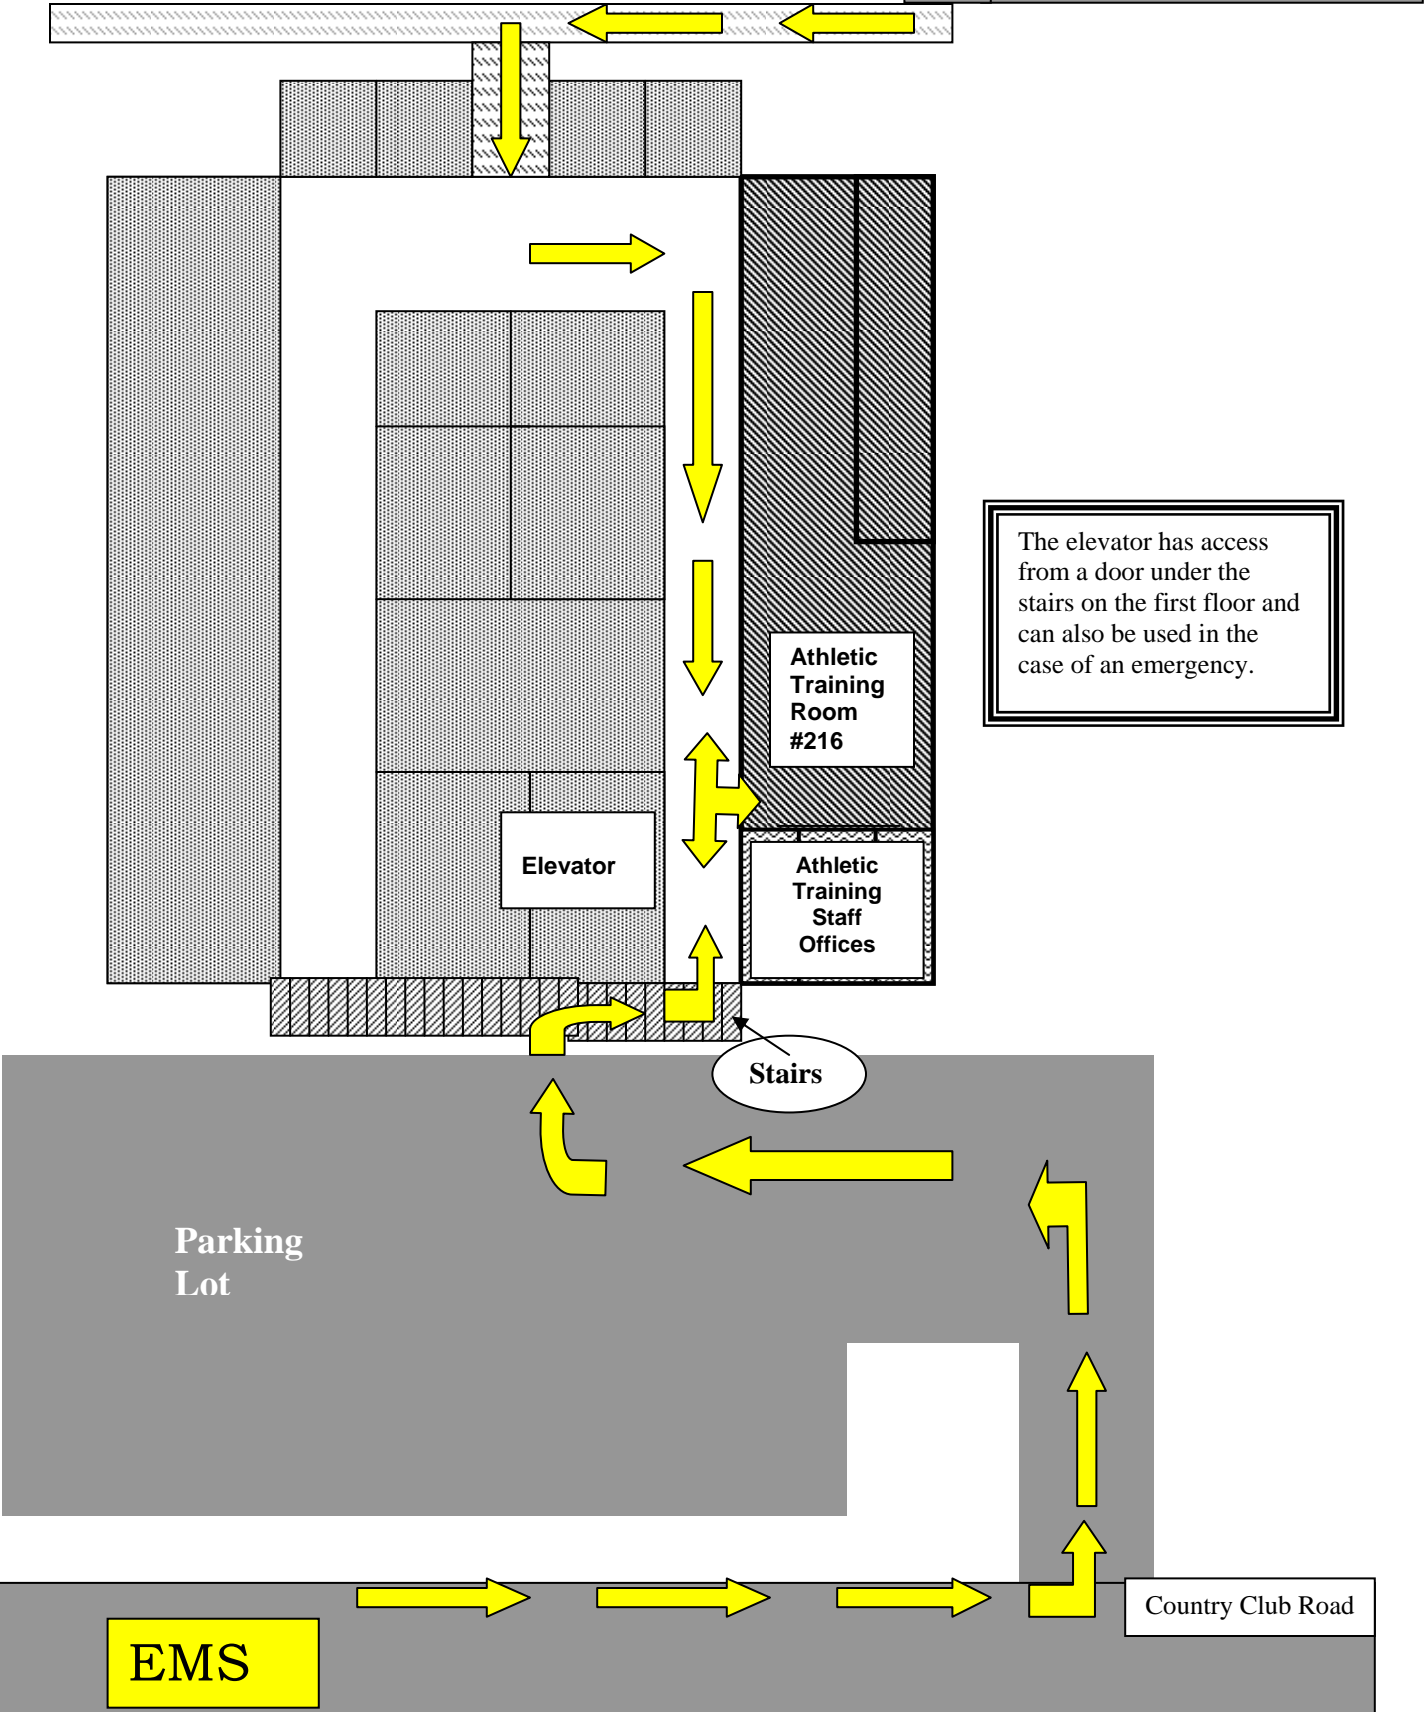 The elevator has access
from a door under the
stairs on the first floor and
can also be used in the
case of an emergency.
Athletic
Training
Room
#216
Elevator
Athletic
Training
Staff
Offices
Stairs
Parking
Lot
Country Club Road
EMS